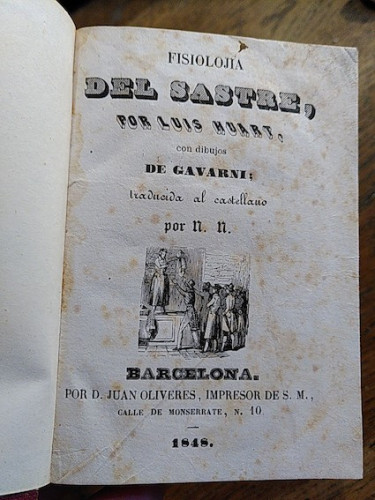 FISIOLOJÍA
DEL SASTRE,
POR LUIS HUART,
con dibujos
DE GAVARNI;
traducida al castellano
por N. N.
BARCELONA.
POR D. JUAN OLIVERES, IMPRESOR DE S. M.,
CALLE DE MONSERRATE, N. 10.
1848.